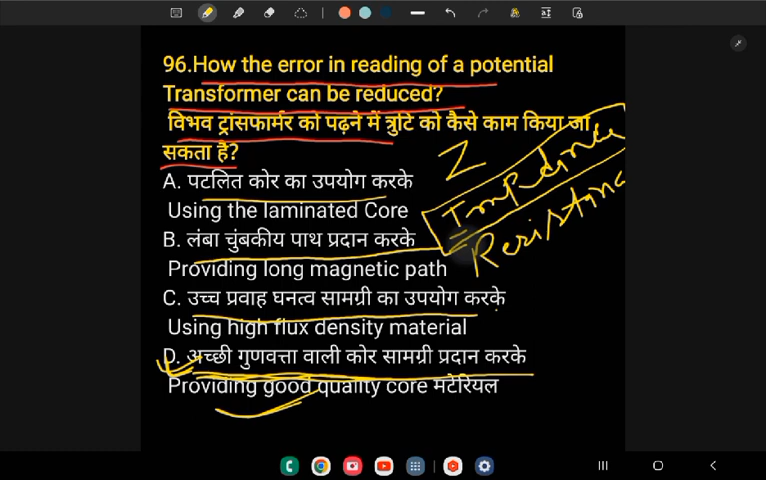 96.How the error in reading of a potential
Transformer can be reduced?
विभव ट्रांसफार्मर को पढ़ने में त्रुटि को कैसे काम किया जा
सकता है?
A. पटलित कोर का उपयोग करके
Using the laminated Core
B. लंबा चुंबकीय पाथ प्रदान करके
Providing long magnetic path
C. उच्च प्रवाह घनत्व सामग्री का उपयोग करके
Using high flux density material
D. अच्छी गुणवत्ता वाली कोर सामग्री प्रदान करके
Providing good quality core मटेरियल
Z
Impedance
Resistance